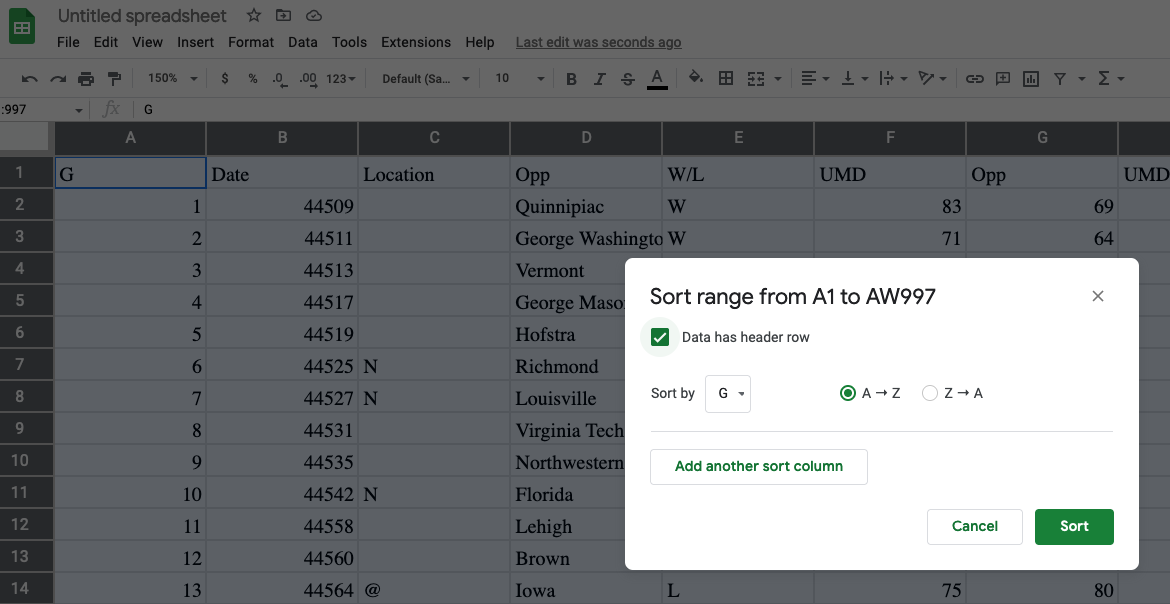 Untitled spreadsheet
File Edit View Insert Format Data Tools Extensions Help Last edit was seconds ago
150% $ % .0 .00 123 Default (Sa... 10 B I S A Σ
:997 fx G
A B C D E F G
1 G Date Location Opp W/L UMD Opp UMD
2 1 44509 Quinnipiac W 83 69
3 2 44511 George Washingto W 71 64
4 3 44513 Vermont
5 4 44517 George Maso
6 5 44519 Hofstra
7 6 44525 N Richmond
8 7 44527 N Louisville
9 8 44531 Virginia Tech
10 9 44535 Northwestern
11 10 44542 N Florida
12 11 44558 Lehigh
13 12 44560 Brown
14 13 44564 @ Iowa L 75 80
Sort range from A1 to AW997
Data has header row
Sort by G A → Z Z → A
Add another sort column
Cancel Sort